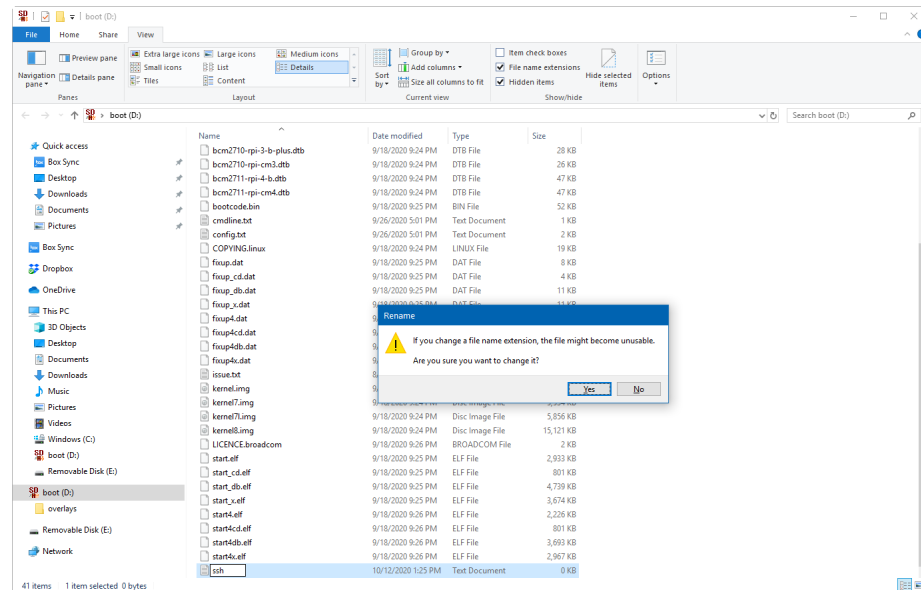 boot (D:)
File Home Share View
Navigation pane
Preview pane
Details pane
Panes
Extra large icons Large icons Medium icons
Small icons List Details
Tiles Content
Layout
Sort by
Group by
Add columns
Size all columns to fit
Current view
Item check boxes
File name extensions
Hidden items
Hide selected items
Show/hide
Options
boot (D:)
Search boot (D:)
Quick access
Box Sync
Desktop
Downloads
Documents
Pictures
Box Sync
Dropbox
OneDrive
This PC
3D Objects
Desktop
Documents
Downloads
Music
Pictures
Videos
Windows (C:)
boot (D:)
Removable Disk (E:)
boot (D:)
overlays
Removable Disk (E:)
Network
Name Date modified Type Size
bcm2710-rpi-3-b-plus.dtb 9/18/2020 9:24 PM DTB File 28 KB
bcm2710-rpi-cm3.dtb 9/18/2020 9:24 PM DTB File 26 KB
bcm2711-rpi-4-b.dtb 9/18/2020 9:24 PM DTB File 47 KB
bcm2711-rpi-cm4.dtb 9/18/2020 9:24 PM DTB File 47 KB
bootcode.bin 9/18/2020 9:25 PM BIN File 52 KB
cmdline.txt 9/26/2020 5:01 PM Text Document 1 KB
config.txt 9/26/2020 5:01 PM Text Document 2 KB
COPYING.linux 9/18/2020 9:24 PM LINUX File 19 KB
fixup.dat 9/18/2020 9:25 PM DAT File 8 KB
fixup_cd.dat 9/18/2020 9:25 PM DAT File 4 KB
fixup_db.dat 9/18/2020 9:25 PM DAT File 11 KB
fixup_x.dat 9/18/2020 9:25 PM DAT File 11 KB
fixup4.dat
fixup4cd.dat
fixup4db.dat
fixup4x.dat
issue.txt
kernel.img
kernel7.img Disc Image File
kernel7l.img 9/18/2020 9:24 PM Disc Image File 5,856 KB
kernel8.img 9/18/2020 9:24 PM Disc Image File 15,121 KB
LICENCE.broadcom 9/18/2020 9:26 PM BROADCOM File 2 KB
start.elf 9/18/2020 9:25 PM ELF File 2,933 KB
start_cd.elf 9/18/2020 9:25 PM ELF File 801 KB
start_db.elf 9/18/2020 9:25 PM ELF File 4,739 KB
start_x.elf 9/18/2020 9:25 PM ELF File 3,674 KB
start4.elf 9/18/2020 9:26 PM ELF File 2,226 KB
start4cd.elf 9/18/2020 9:26 PM ELF File 801 KB
start4db.elf 9/18/2020 9:26 PM ELF File 3,693 KB
start4x.elf 9/18/2020 9:26 PM ELF File 2,967 KB
ssh 10/12/2020 1:25 PM Text Document 0 KB
Rename
If you change a file name extension, the file might become unusable.
Are you sure you want to change it?
Yes No
41 items 1 item selected 0 bytes